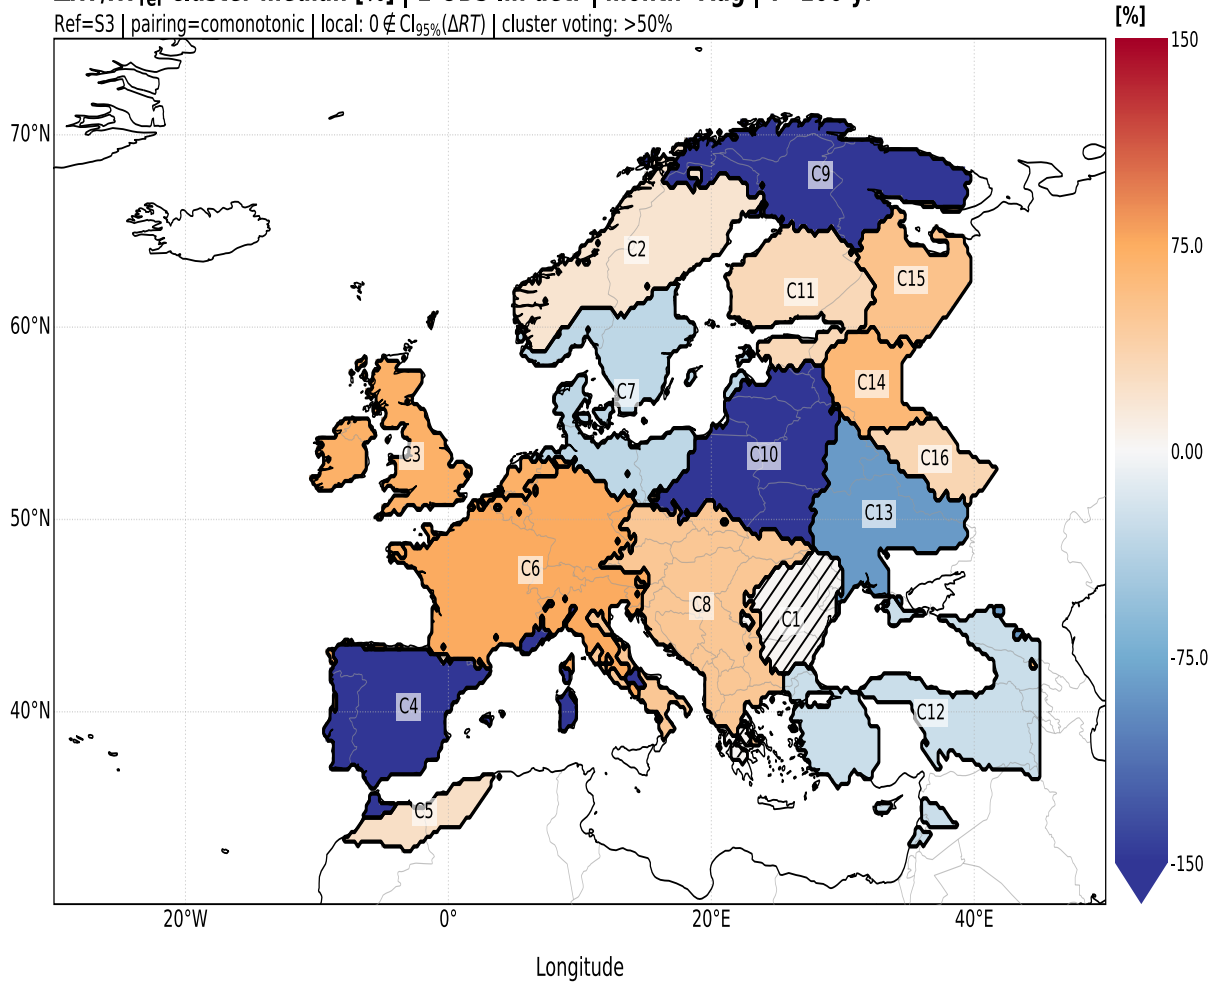 cluster median [%] |
Ref=S3 | pairing=comonotonic | local: 0 ∉ CI95%(ΔRT) | cluster voting: >50%
[%]
150
75.0
0.00
-75.0
-150
70°N
60°N
50°N
40°N
C9
C2
C15
C11
C14
C7
C3
C10
C16
C13
C6
C8
C1
C4
C12
C5
20°W
0°
20°E
40°E
Longitude